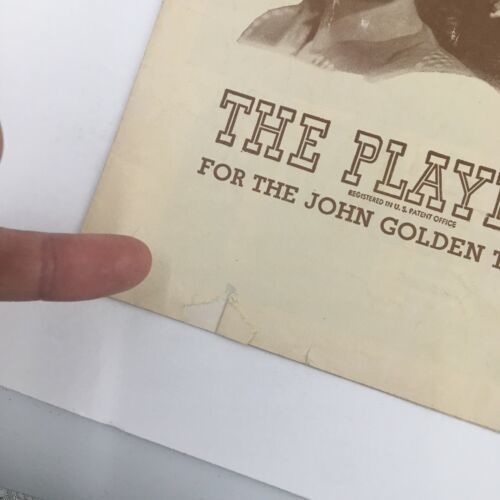 THE PLAY
REGISTERED IN U.S. PATENT OFFICE
FOR THE JOHN GOLDEN T